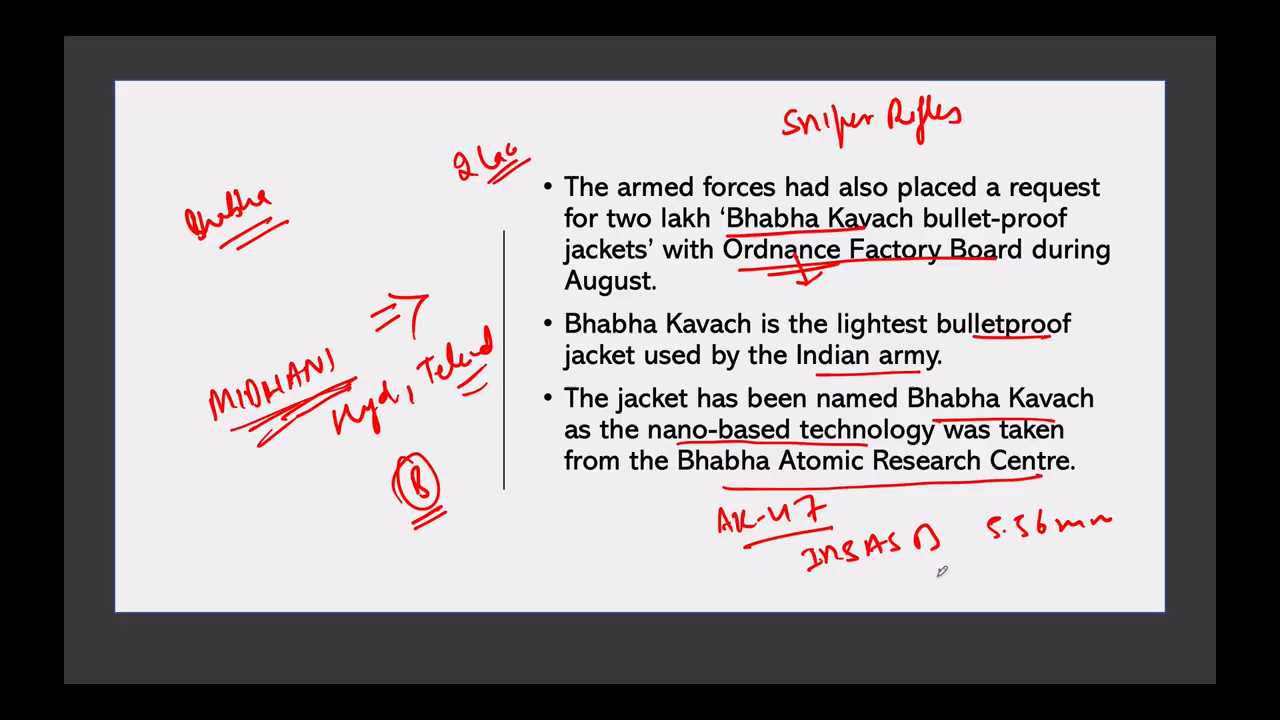 Sniper Rifles
2 Lac
Bhabha
• The armed forces had also placed a request
for two lakh ‘Bhabha Kavach bullet-proof
jackets’ with Ordnance Factory Board during
August.
• Bhabha Kavach is the lightest bulletproof
jacket used by the Indian army.
• The jacket has been named Bhabha Kavach
as the nano-based technology was taken
from the Bhabha Atomic Research Centre.
MIDHANI
Hyd,
B
AK-47
INSAS
5.56mm